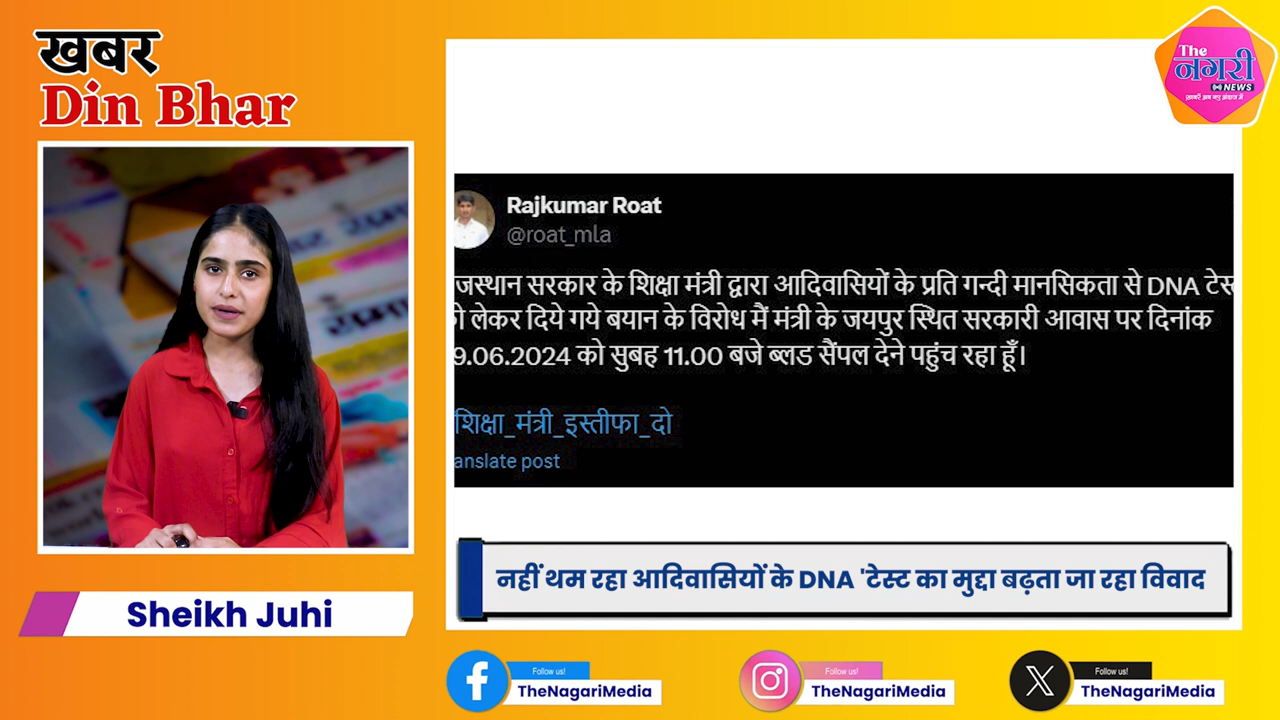 खबर
Din Bhar
The
नगरी
NEWS
Rajkumar Roat
@roat_mla
जस्थान सरकार के शिक्षा मंत्री द्वारा आदिवासियों के प्रति गन्दी मानसिकता से DNA टेस्
लेकर दिये गये बयान के विरोध मैं मंत्री के जयपुर स्थित सरकारी आवास पर दिनांक
9.06.2024 को सुबह 11.00 बजे ब्लड सैंपल देने पहुंच रहा हूँ।
शिक्षा_मंत्री_इस्तीफा_दो
anslate post
नहीं थम रहा आदिवासियों के DNA 'टेस्ट का मुद्दा बढ़ता जा रहा विवाद
Sheikh Juhi
Follow us!
TheNagariMedia
Follow us!
TheNagariMedia
Follow us!
TheNagariMedia